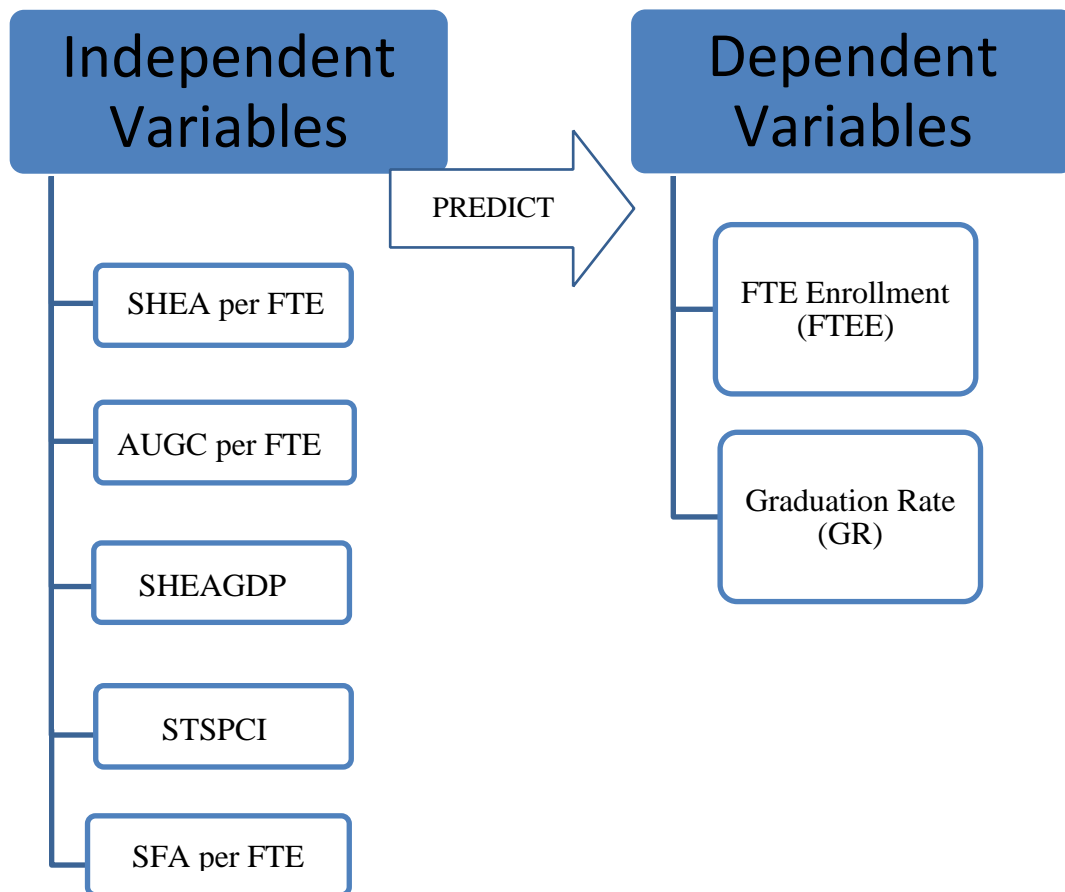 Independent
Variables
PREDICT
SHEA per FTE
AUGC per FTE
SHEAGDP
STSPCI
SFA per FTE
Dependent
Variables
FTE Enrollment
(FTEE)
Graduation Rate
(GR)